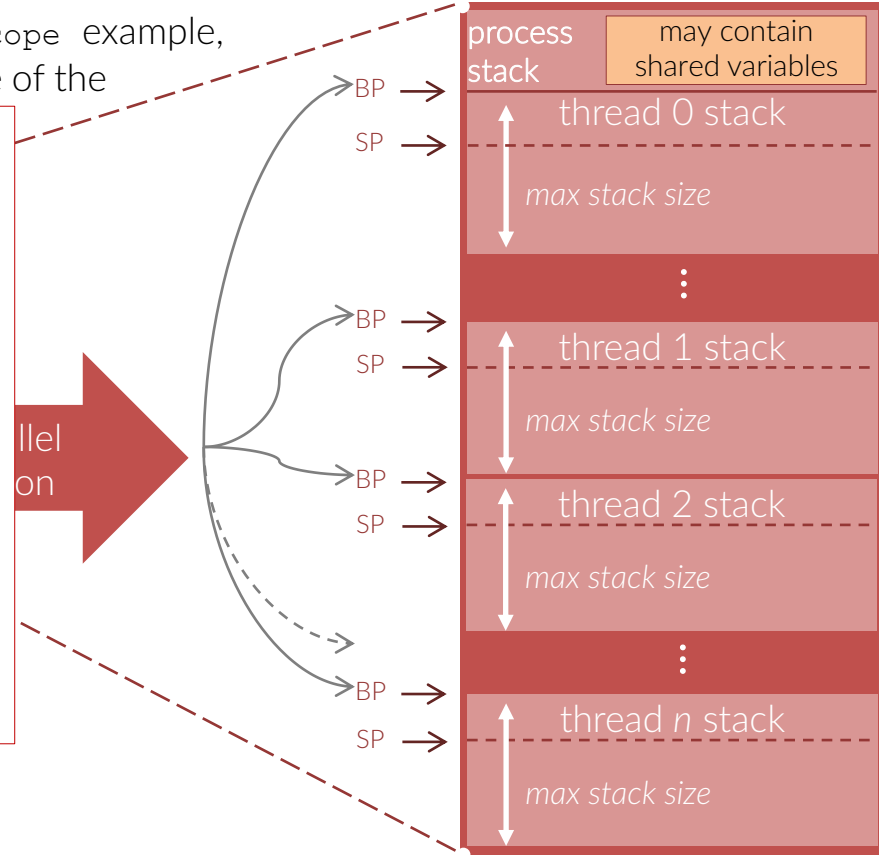 example,
of the
process
stack
may contain
shared variables
BP
thread 0 stack
SP
max stack size
⋮
BP
thread 1 stack
SP
max stack size
BP
thread 2 stack
SP
max stack size
⋮
BP
thread n stack
SP
max stack size